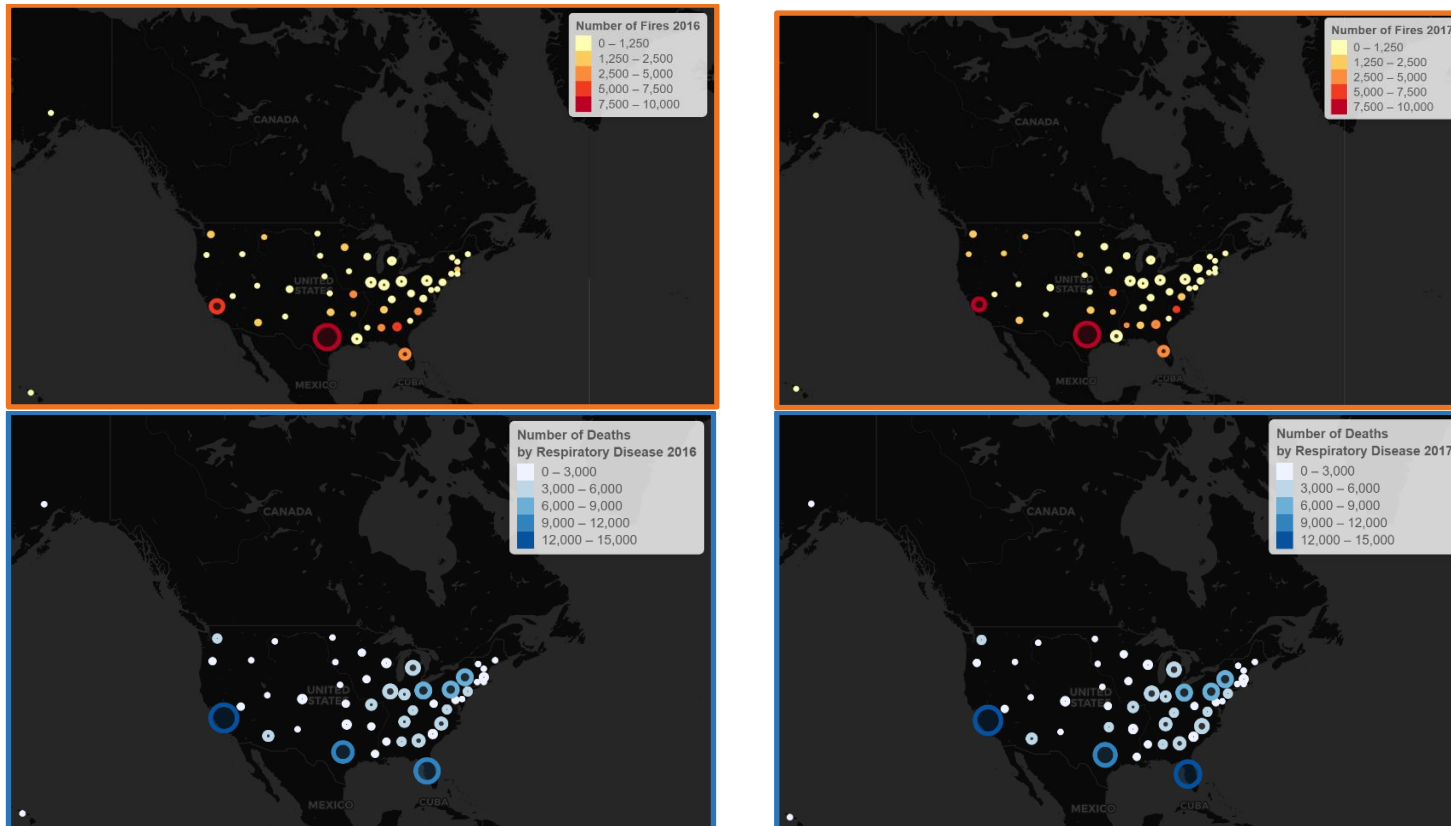 Number of Fires 2016
0 – 1,250
1,250 – 2,500
2,500 – 5,000
5,000 – 7,500
7,500 – 10,000
CANADA
UNITED
STATES
MEXICO
CUBA
Number of Fires 2017
0 – 1,250
1,250 – 2,500
2,500 – 5,000
5,000 – 7,500
7,500 – 10,000
CANADA
UNITED
STATES
MEXICO
CUBA
Number of Deaths
by Respiratory Disease 2016
0 – 3,000
3,000 – 6,000
6,000 – 9,000
9,000 – 12,000
12,000 – 15,000
CANADA
UNITED
STATES
MEXICO
CUBA
Number of Deaths
by Respiratory Disease 2017
0 – 3,000
3,000 – 6,000
6,000 – 9,000
9,000 – 12,000
12,000 – 15,000
CANADA
UNITED
STATES
MEXICO
CUBA